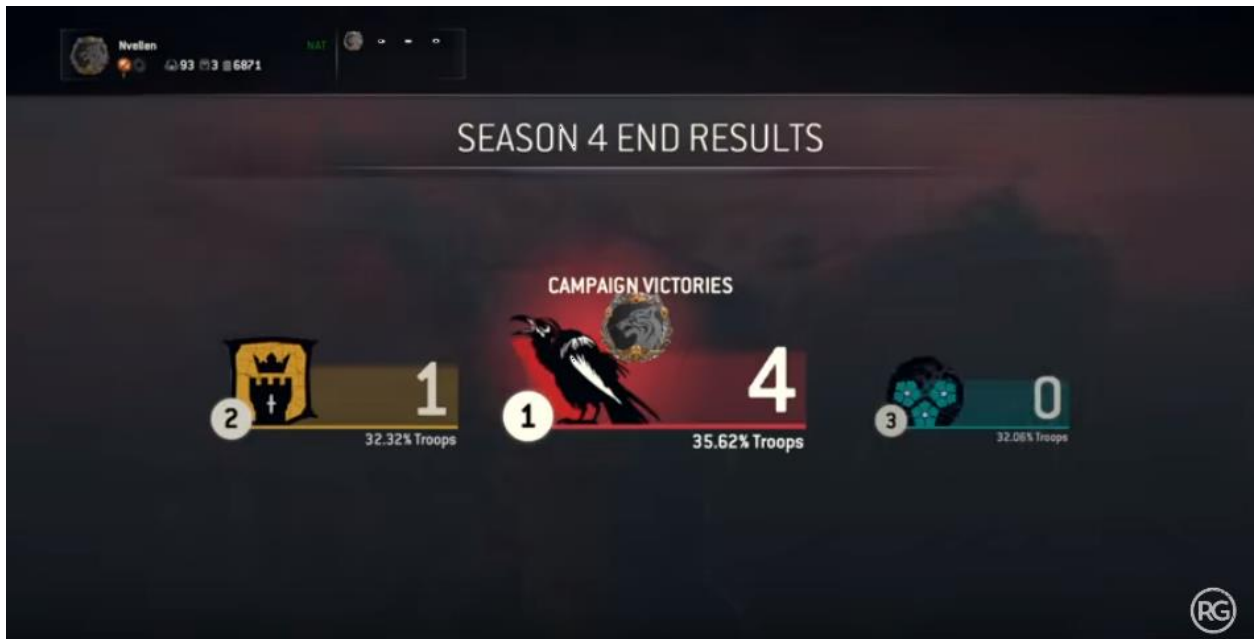 Nvellen
NAT
93 3 6871
SEASON 4 END RESULTS
CAMPAIGN VICTORIES
2
1
32.32% Troops
1
4
35.62% Troops
3
0
32.06% Troops
RG